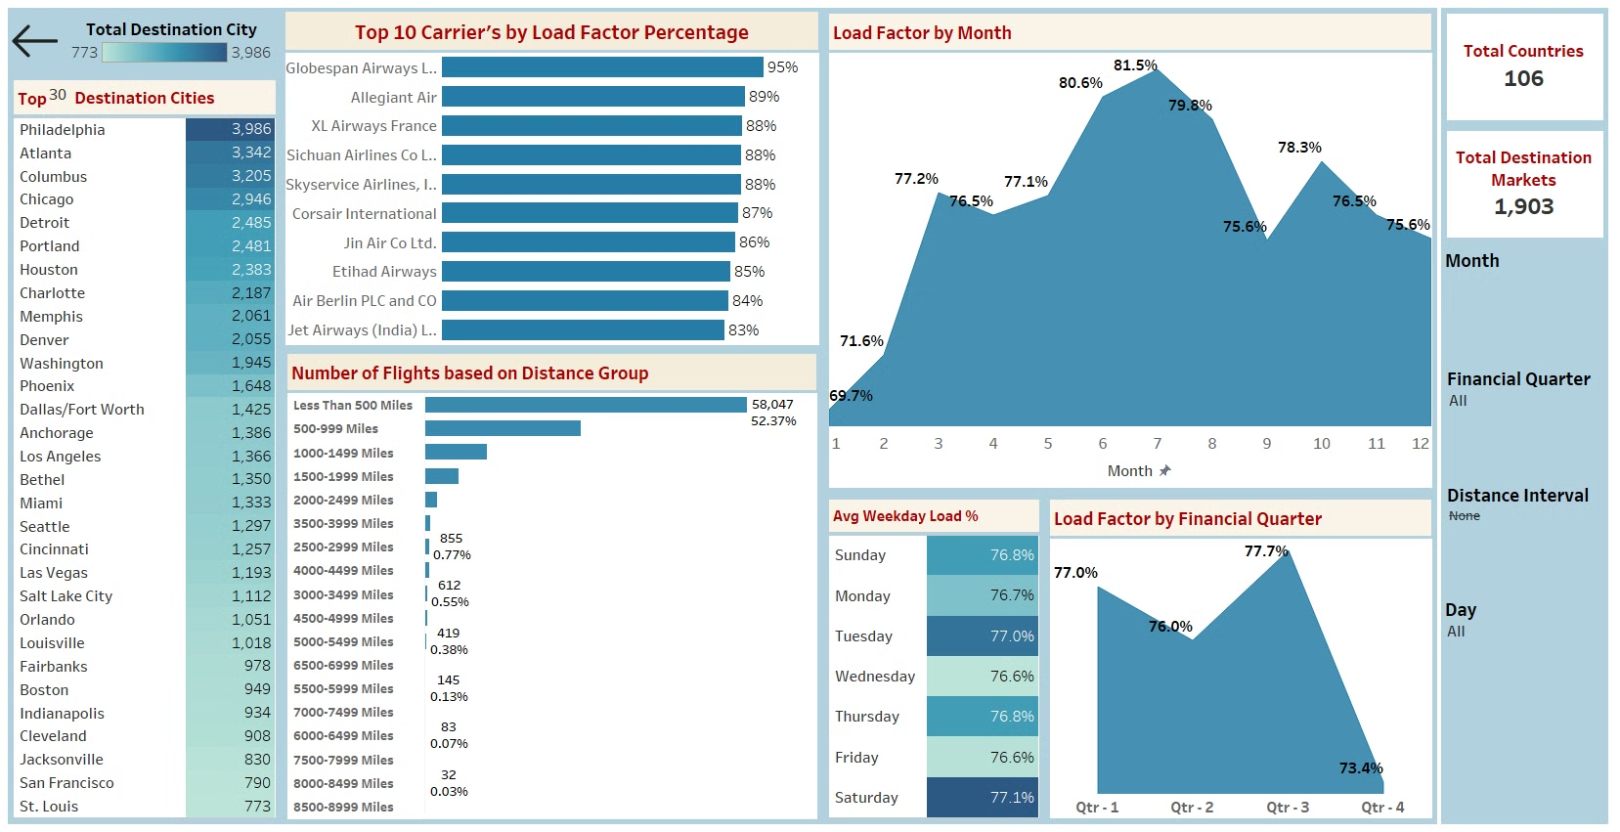 Total Destination City
773 3,986
Top 30 Destination Cities
Philadelphia 3,986
Atlanta 3,342
Columbus 3,205
Chicago 2,946
Detroit 2,485
Portland 2,481
Houston 2,383
Charlotte 2,187
Memphis 2,061
Denver 2,055
Washington 1,945
Phoenix 1,648
Dallas/Fort Worth 1,425
Anchorage 1,386
Los Angeles 1,366
Bethel 1,350
Miami 1,333
Seattle 1,297
Cincinnati 1,257
Las Vegas 1,193
Salt Lake City 1,112
Orlando 1,051
Louisville 1,018
Fairbanks 978
Boston 949
Indianapolis 934
Cleveland 908
Jacksonville 830
San Francisco 790
St. Louis 773
Top 10 Carrier's by Load Factor Percentage
Globespan Airways L.. 95%
Allegiant Air 89%
XL Airways France 88%
Sichuan Airlines Co L.. 88%
Skyservice Airlines, I.. 88%
Corsair International 87%
Jin Air Co Ltd. 86%
Etihad Airways 85%
Air Berlin PLC and CO 84%
Jet Airways (India) L.. 83%
Number of Flights based on Distance Group
Less Than 500 Miles 58,047
52.37%
500-999 Miles
1000-1499 Miles
1500-1999 Miles
2000-2499 Miles
3500-3999 Miles
2500-2999 Miles 855
0.77%
4000-4499 Miles
3000-3499 Miles 612
0.55%
4500-4999 Miles
5000-5499 Miles 419
0.38%
6500-6999 Miles
5500-5999 Miles 145
0.13%
7000-7499 Miles
6000-6499 Miles 83
0.07%
7500-7999 Miles
8000-8499 Miles 32
0.03%
8500-8999 Miles
Load Factor by Month
69.7%
71.6%
77.2%
76.5%
77.1%
80.6%
81.5%
79.8%
75.6%
78.3%
76.5%
75.6%
1 2 3 4 5 6 7 8 9 10 11 12
Month
Avg Weekday Load %
Sunday 76.8%
Monday 76.7%
Tuesday 77.0%
Wednesday 76.6%
Thursday 76.8%
Friday 76.6%
Saturday 77.1%
Load Factor by Financial Quarter
77.0%
76.0%
77.7%
73.4%
Qtr - 1 Qtr - 2 Qtr - 3 Qtr - 4
Total Countries
106
Total Destination
Markets
1,903
Month
Financial Quarter
All
Distance Interval
None
Day
All